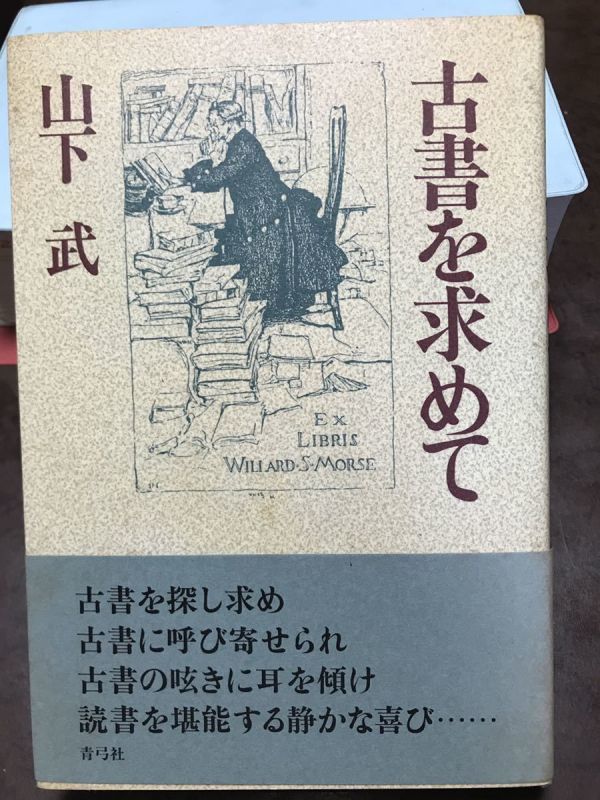 古書を求めて
山下 武
EX
LIBRIS
WILLARD·S·MORSE
古書を探し求め
古書に呼び寄せられ
古書の呟きに耳を傾け
読書を堪能する静かな喜び……
青弓社